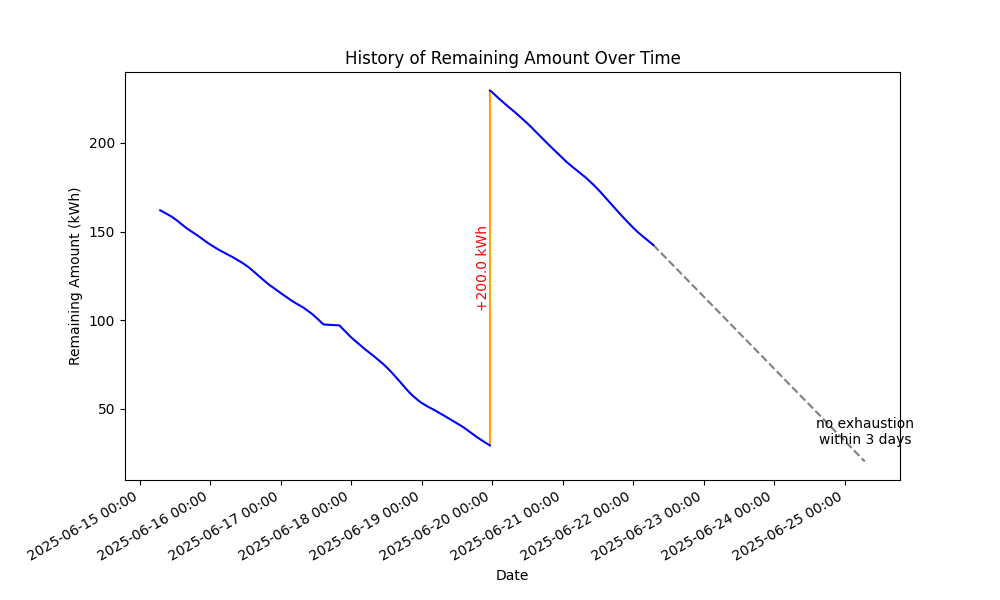 History of Remaining Amount Over Time
Remaining Amount (kWh)
200
150
100
50
+200.0 kWh
no exhaustion
within 3 days
2025-06-15 00:00
2025-06-16 00:00
2025-06-17 00:00
2025-06-18 00:00
2025-06-19 00:00
2025-06-20 00:00
2025-06-21 00:00
2025-06-22 00:00
2025-06-23 00:00
2025-06-24 00:00
2025-06-25 00:00
Date